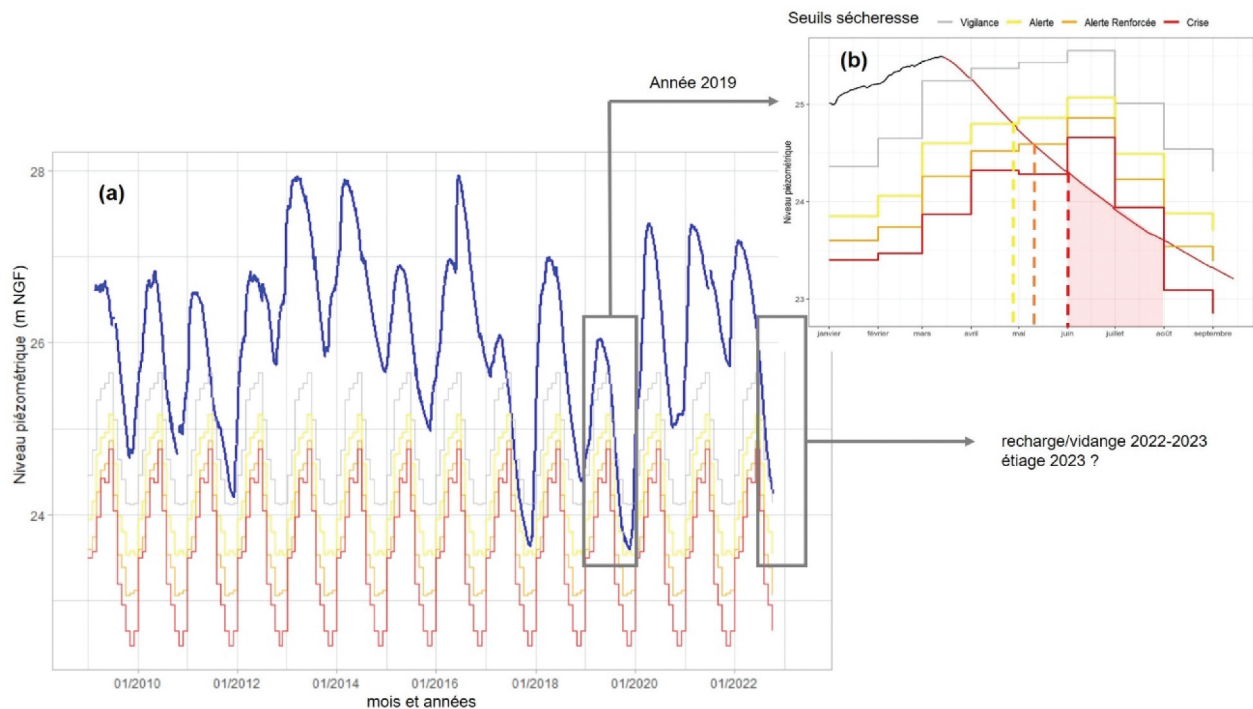 Seuils sécheresse
Vigilance Alerte Alerte Renforcée Crise
(b)
Année 2019
25
24
23
Niveau piézométrique
janvier février mars avril mai juin juillet août septembre
(a)
28
26
24
Niveau piézométrique (m NGF)
01/2010 01/2012 01/2014 01/2016 01/2018 01/2020 01/2022
mois et années
recharge/vidange 2022-2023
étiage 2023 ?